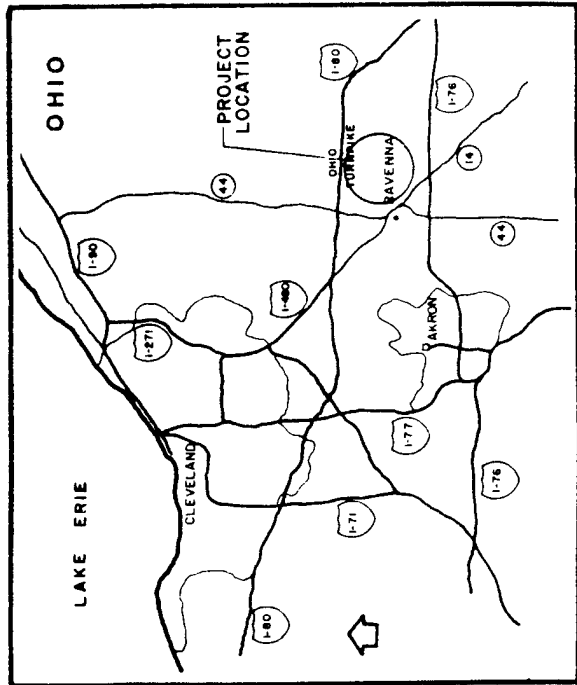 OHIO
LAKE ERIE
PROJECT
LOCATION
I-90
44
I-80
OHIO
TURNPIKE
I-271
I-480
RAVENNA
I-76
14
CLEVELAND
AKRON
44
I-77
I-71
I-80
I-76